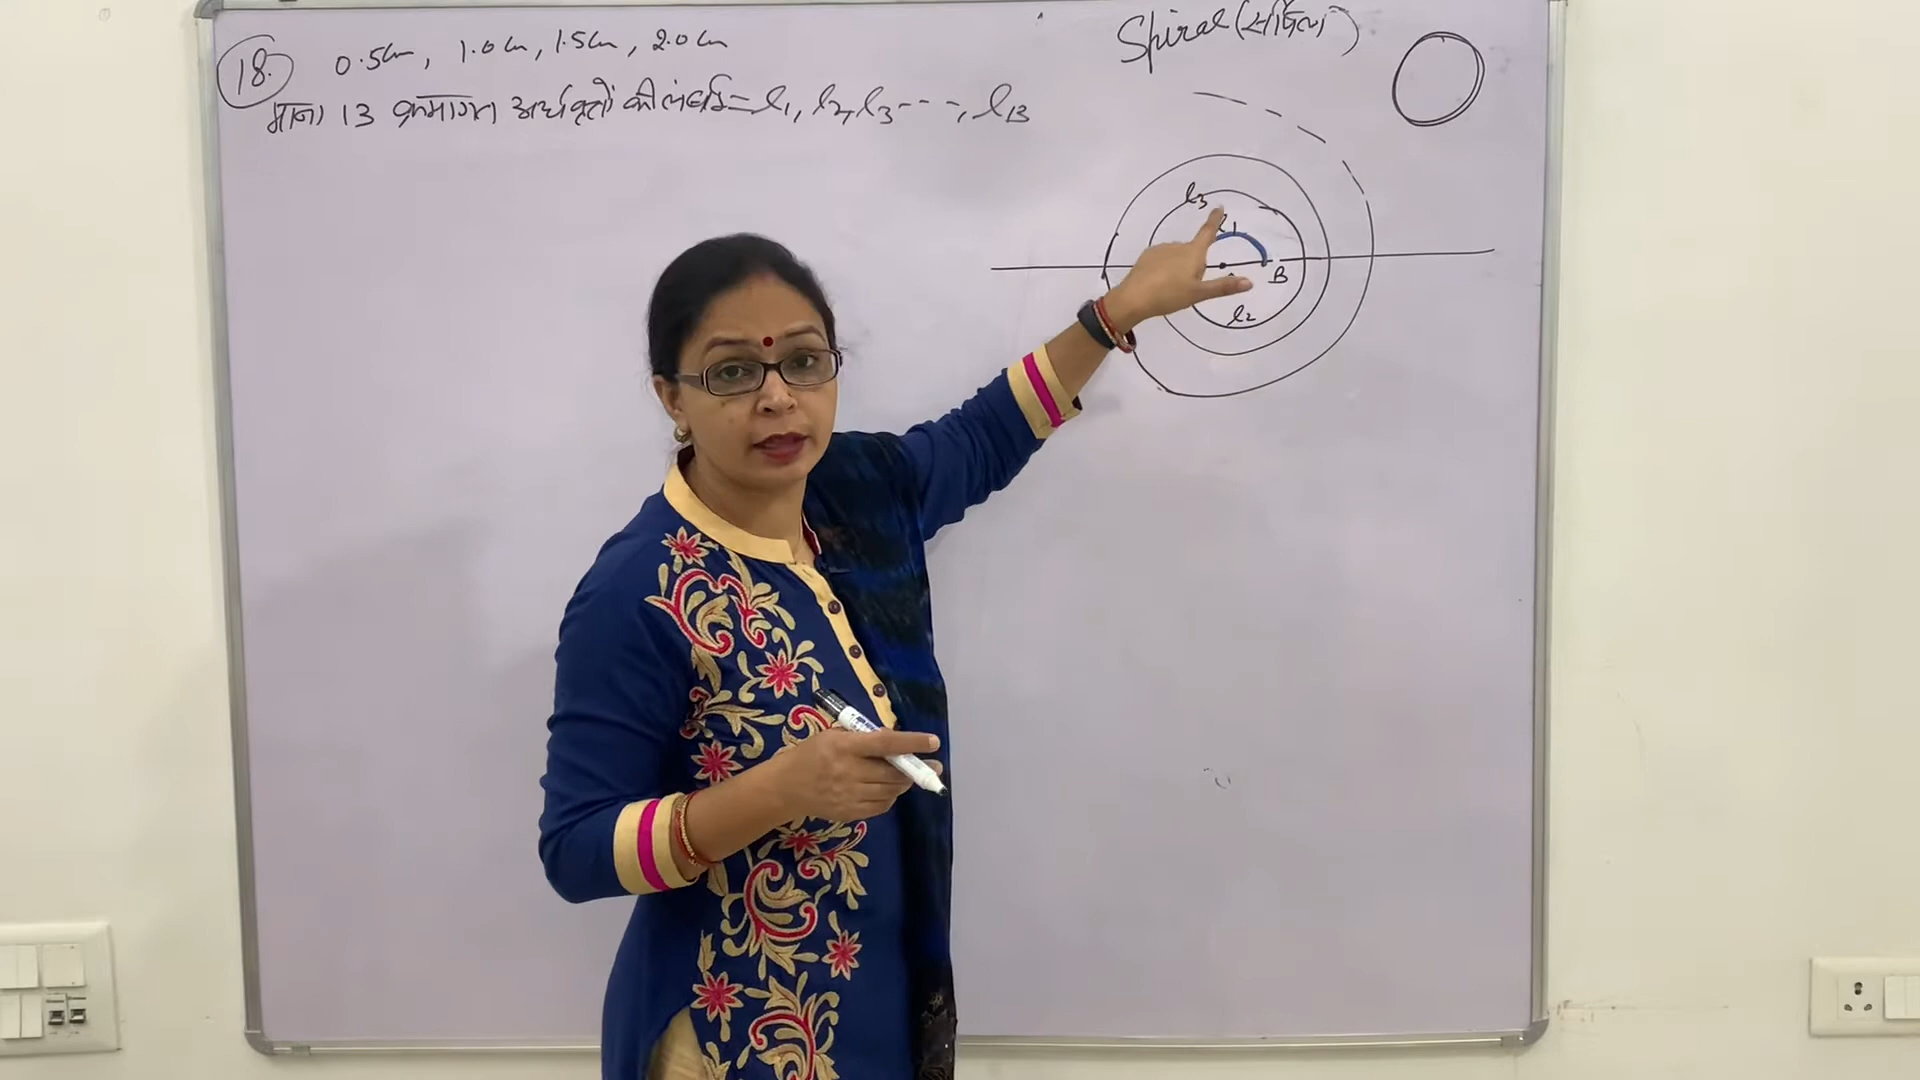 18. 0.5cm, 1.0cm, 1.5cm, 2.0cm
माना 13 क्रमागत अर्धवृत्तों की लंबाई = l1, l2, l3 ---, l13
Spiral (सर्पिल)
l3
l1
B
l2